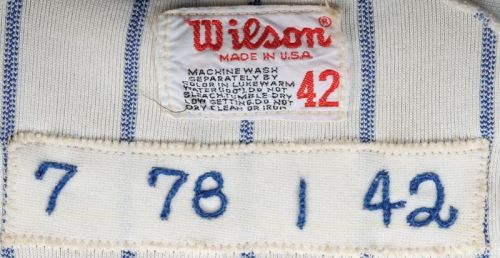 Wilson®
MADE IN U.S.A.
MACHINE WASH
SEPARATELY BY
COLOR IN LUKEWARM
WATER (90°). DO NOT
BLEACH. TUMBLE DRY
LOW SETTING. DO NOT
DRY CLEAN OR IRON
42
7 78 1 42